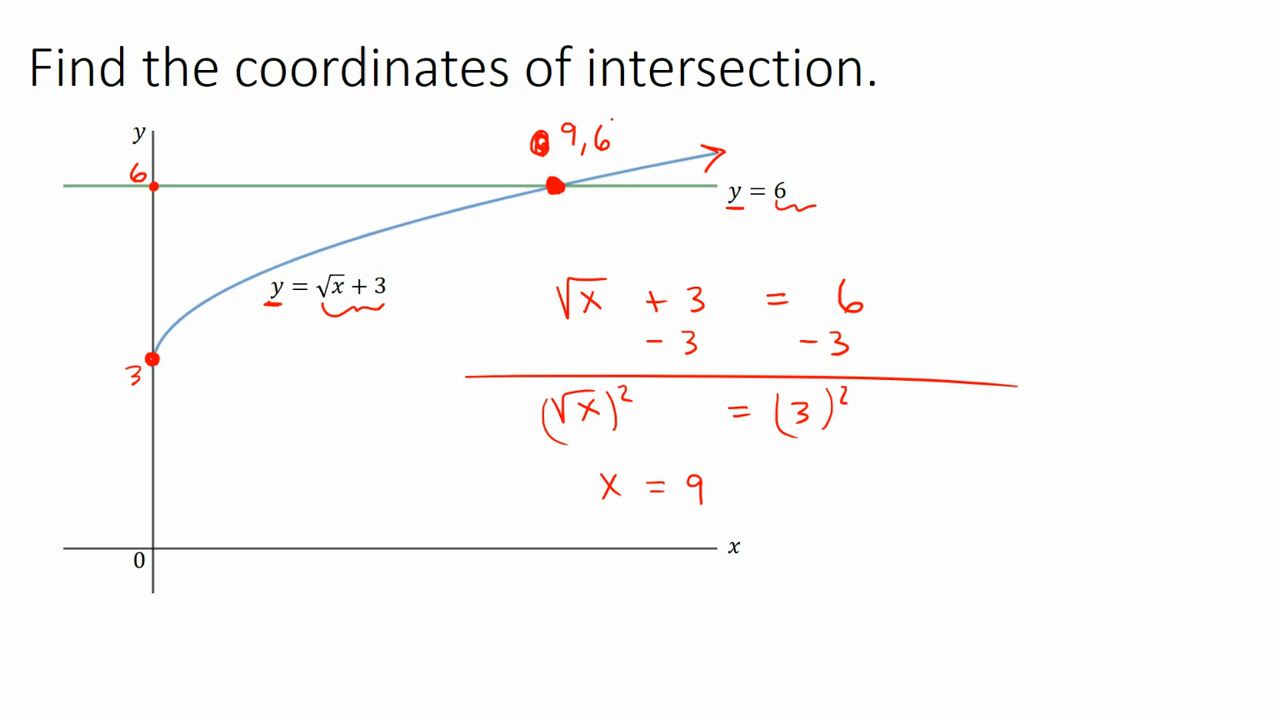 Find the coordinates of intersection.
y
9,6
6
y = 6
y = √x + 3
√x + 3 = 6
- 3 - 3
3
(√x)² = (3)²
x = 9
x
0